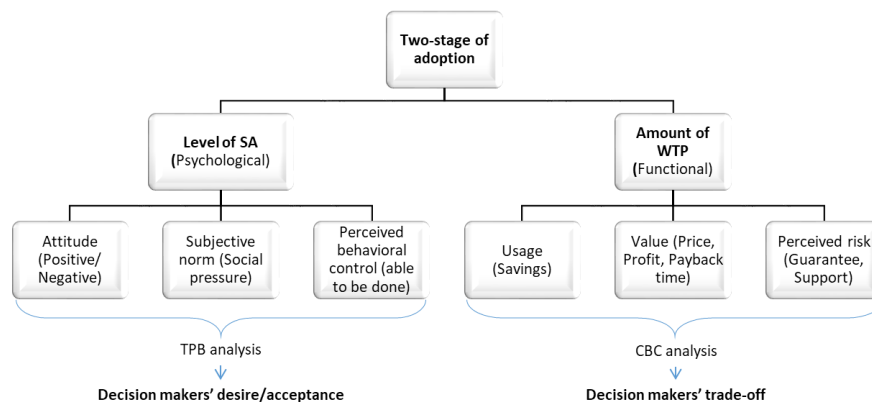 Two-stage of
adoption
Level of SA
(Psychological)
Amount of
WTP
(Functional)
Attitude
(Positive/
Negative)
Subjective
norm (Social
pressure)
Perceived
behavioral
control (able
to be done)
Usage
(Savings)
Value (Price,
Profit, Payback
time)
Perceived risk
(Guarantee,
Support)
TPB analysis
CBC analysis
Decision makers’ desire/acceptance
Decision makers’ trade-off